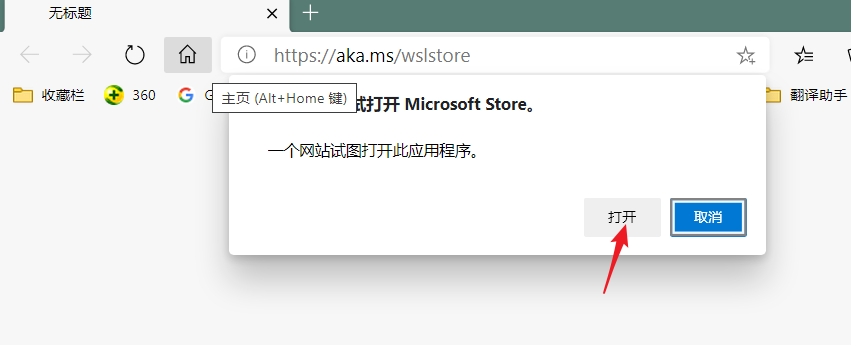 无标题
https://aka.ms/wslstore
收藏栏
360
G
翻译助手
主页 (Alt+Home 键)
试打开 Microsoft Store。
一个网站试图打开此应用程序。
打开
取消